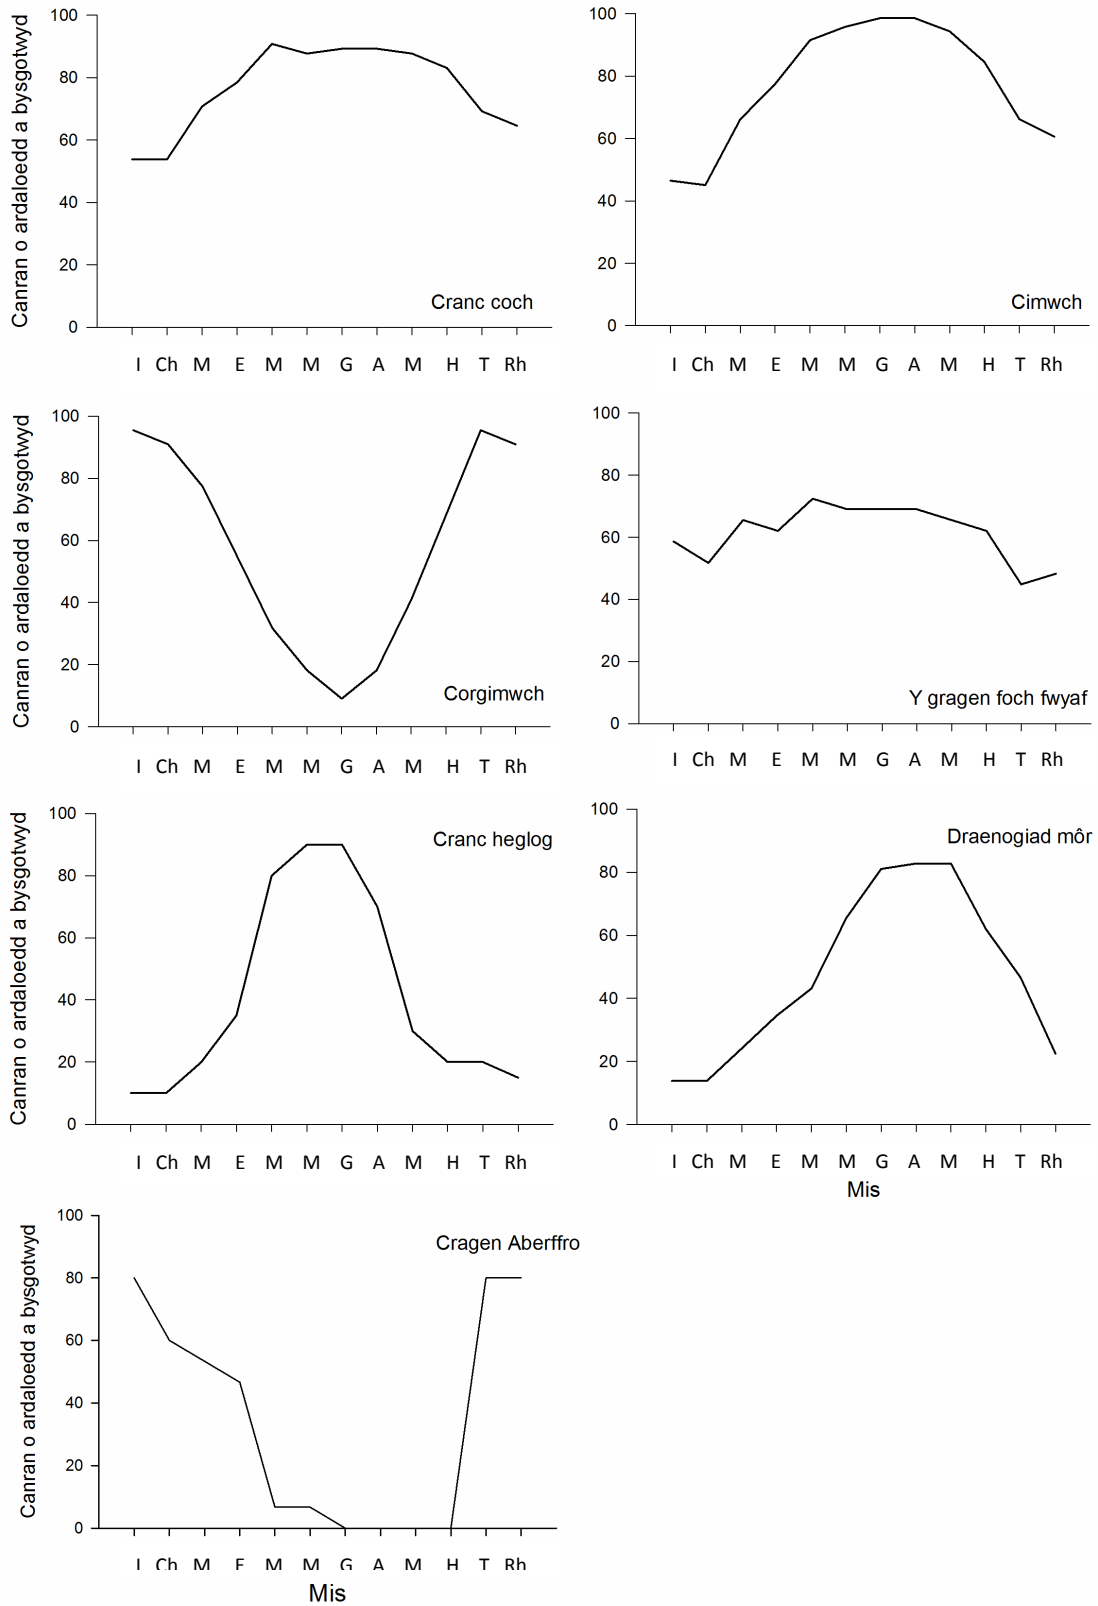 Canran o ardaloedd a bysgotwyd
100
80
60
40
20
0
Cranc coch
I Ch M E M M G A M H T Rh
100
80
60
40
20
0
Cimwch
I Ch M E M M G A M H T Rh
Canran o ardaloedd a bysgotwyd
100
80
60
40
20
0
Corgimwch
I Ch M E M M G A M H T Rh
100
80
60
40
20
0
Y gragen foch fwyaf
I Ch M E M M G A M H T Rh
Canran o ardaloedd a bysgotwyd
100
80
60
40
20
0
Cranc heglog
I Ch M E M M G A M H T Rh
100
80
60
40
20
0
Draenogiad môr
I Ch M E M M G A M H T Rh
Mis
Canran o ardaloedd a bysgotwyd
100
80
60
40
20
0
Cragen Aberffro
I Ch M E M M G A M H T Rh
Mis